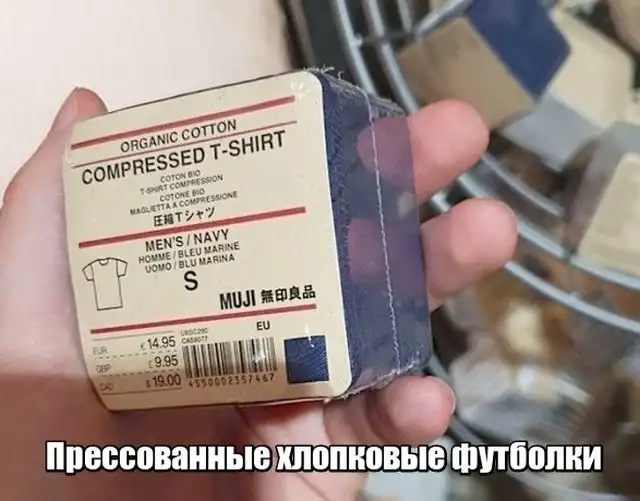 ORGANIC COTTON
COMPRESSED T-SHIRT
COTON BIO
T-SHIRT COMPRESSION
COTONE BIO
MAGLIETTA A COMPRESSIONE
圧縮Tシャツ
MEN'S / NAVY
HOMME / BLEU MARINE
UOMO / BLU MARINA
S
MUJI 無印良品
EU
EUR € 14.95
GBP £ 9.95
CAD $ 19.00
4550002357467
Прессованные хлопковые футболки